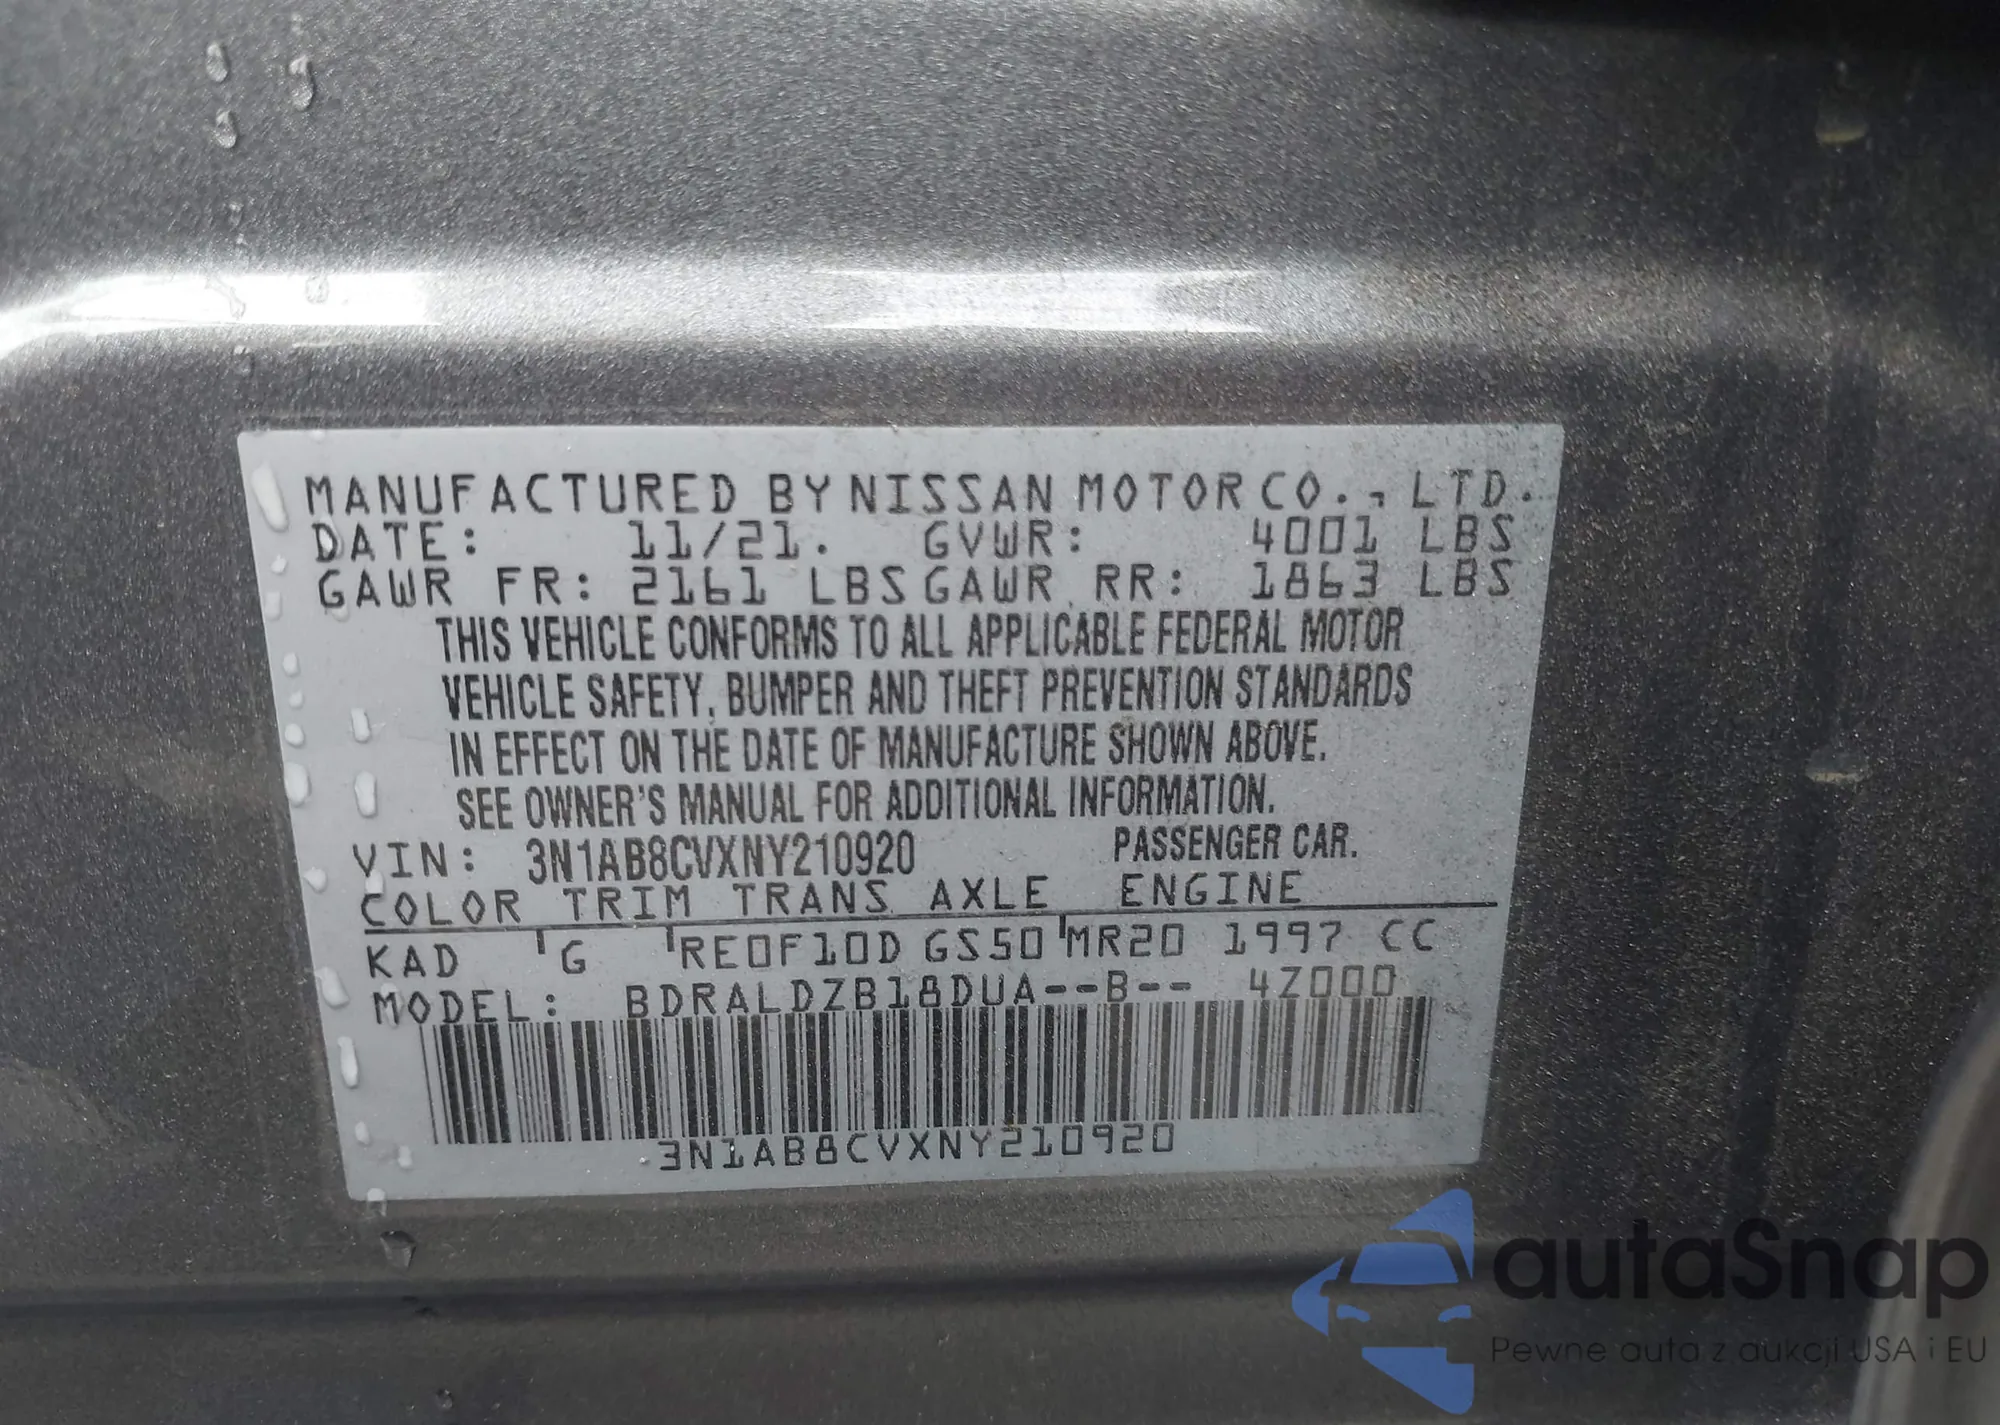 MANUFACTURED BY NISSAN MOTOR CO., LTD.
DATE: 11/21. GVWR: 4001 LBS
GAWR FR: 2161 LBS GAWR RR: 1863 LBS
THIS VEHICLE CONFORMS TO ALL APPLICABLE FEDERAL MOTOR
VEHICLE SAFETY, BUMPER AND THEFT PREVENTION STANDARDS
IN EFFECT ON THE DATE OF MANUFACTURE SHOWN ABOVE.
SEE OWNER'S MANUAL FOR ADDITIONAL INFORMATION.
VIN: 3N1AB8CVXNY210920 PASSENGER CAR.
COLOR TRIM TRANS AXLE ENGINE
KAD G RE0F10D GS50 MR20 1997 CC
MODEL: BDRALDZB18DUA--B-- 4Z000
3N1AB8CVXNY210920
autaSnap
Pewne auta z aukcji USA i EU